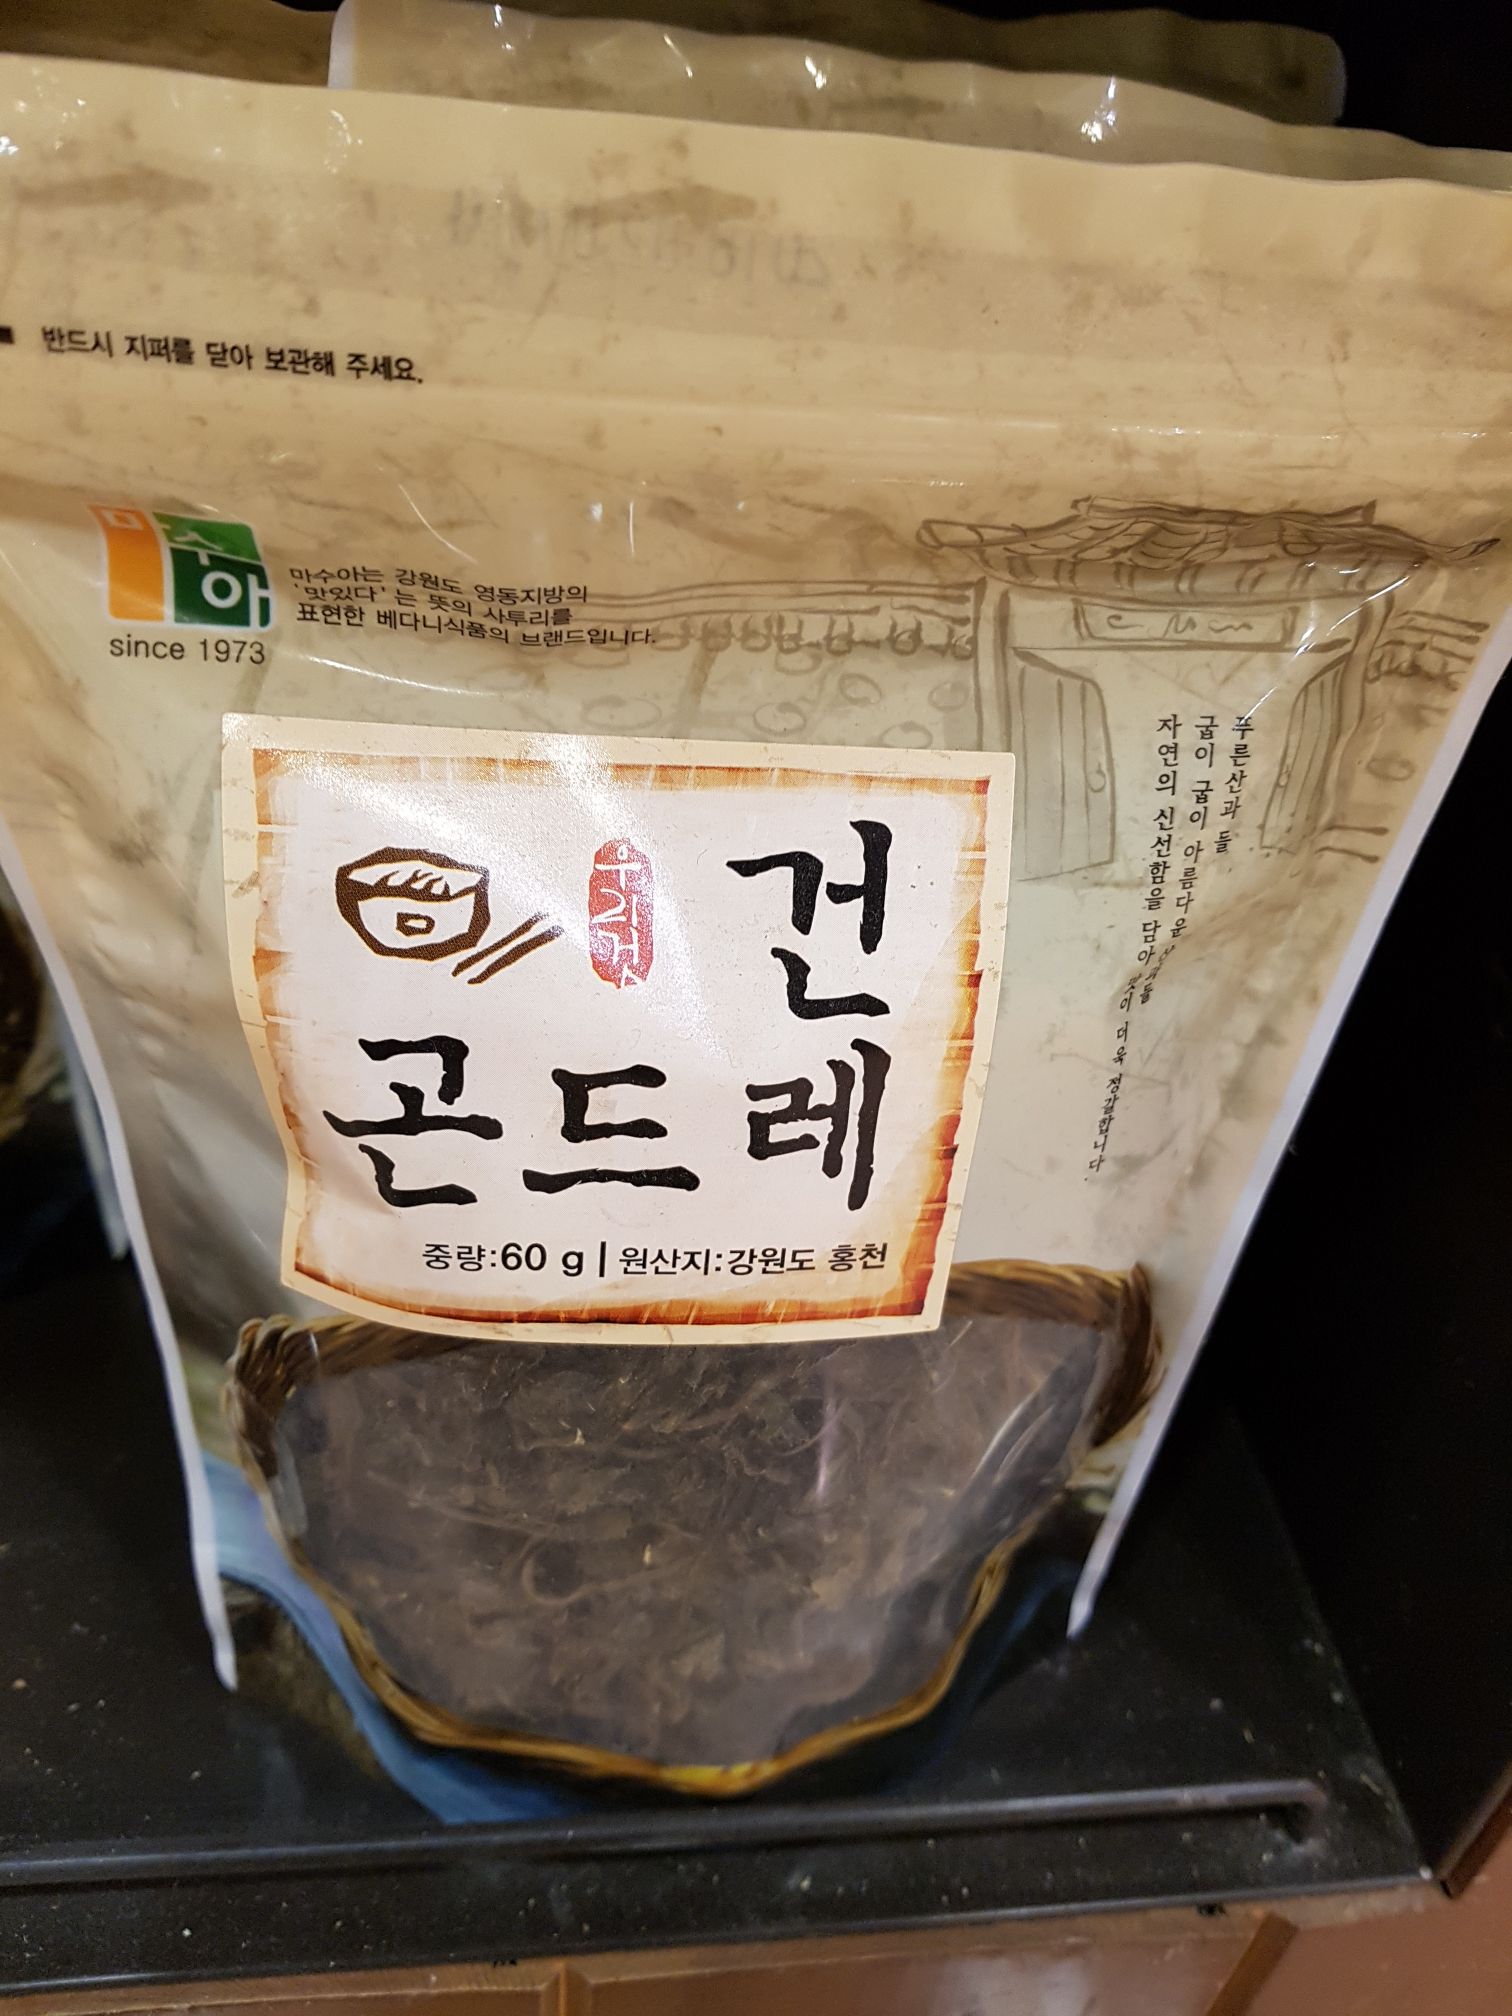 반드시 지퍼를 닫아 보관해 주세요.
마수아
since 1973
마수아는 강원도 영동지방의
'맛있다' 는 뜻의 사투리를
표현한 베다니식품의 브랜드입니다.
푸른산과 들
굽이 굽이 아름다운
자연의 신선함을 담아
맛이 더욱 정갈합니다
우리것
건
곤드레
중량:60 g | 원산지:강원도 홍천